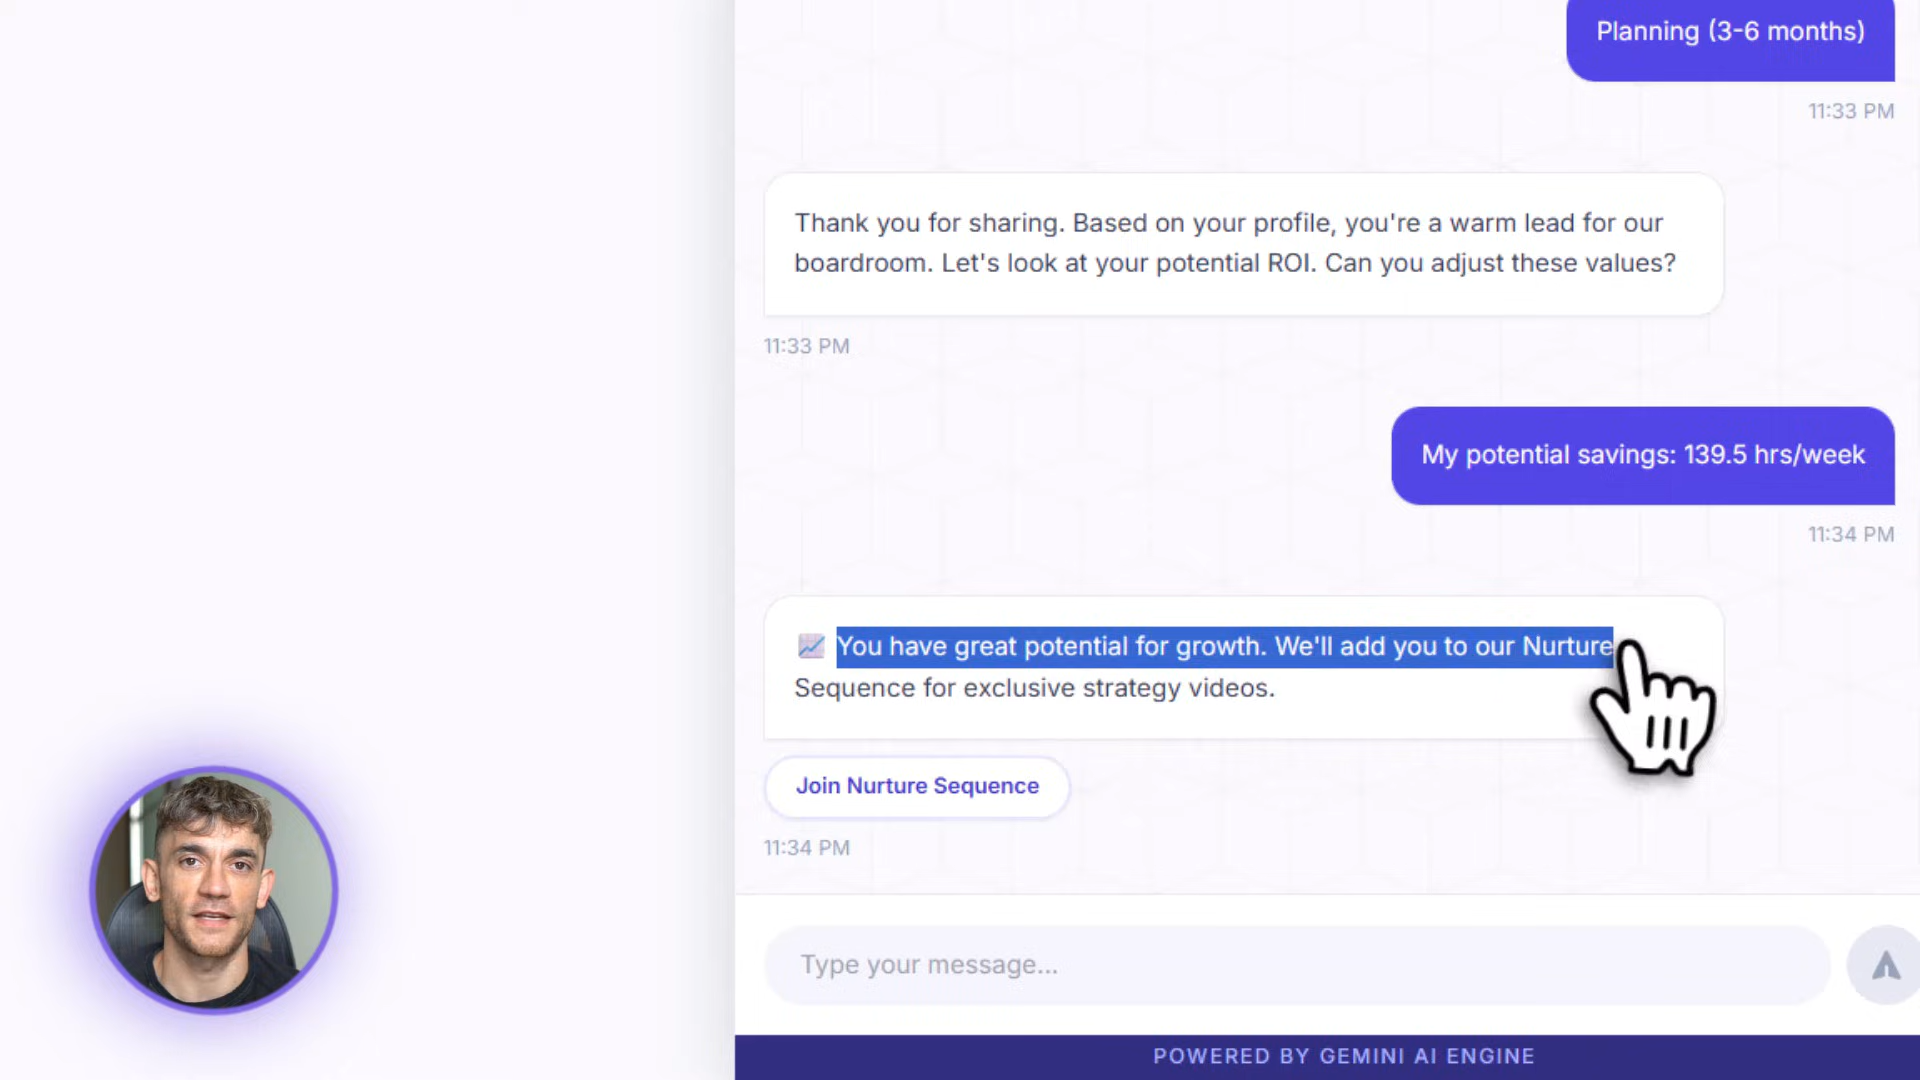 Planning (3-6 months)
11:33 PM
Thank you for sharing. Based on your profile, you're a warm lead for our
boardroom. Let's look at your potential ROI. Can you adjust these values?
11:33 PM
My potential savings: 139.5 hrs/week
11:34 PM
📈 You have great potential for growth. We'll add you to our Nurture
Sequence for exclusive strategy videos.
Join Nurture Sequence
11:34 PM
Type your message...
POWERED BY GEMINI AI ENGINE